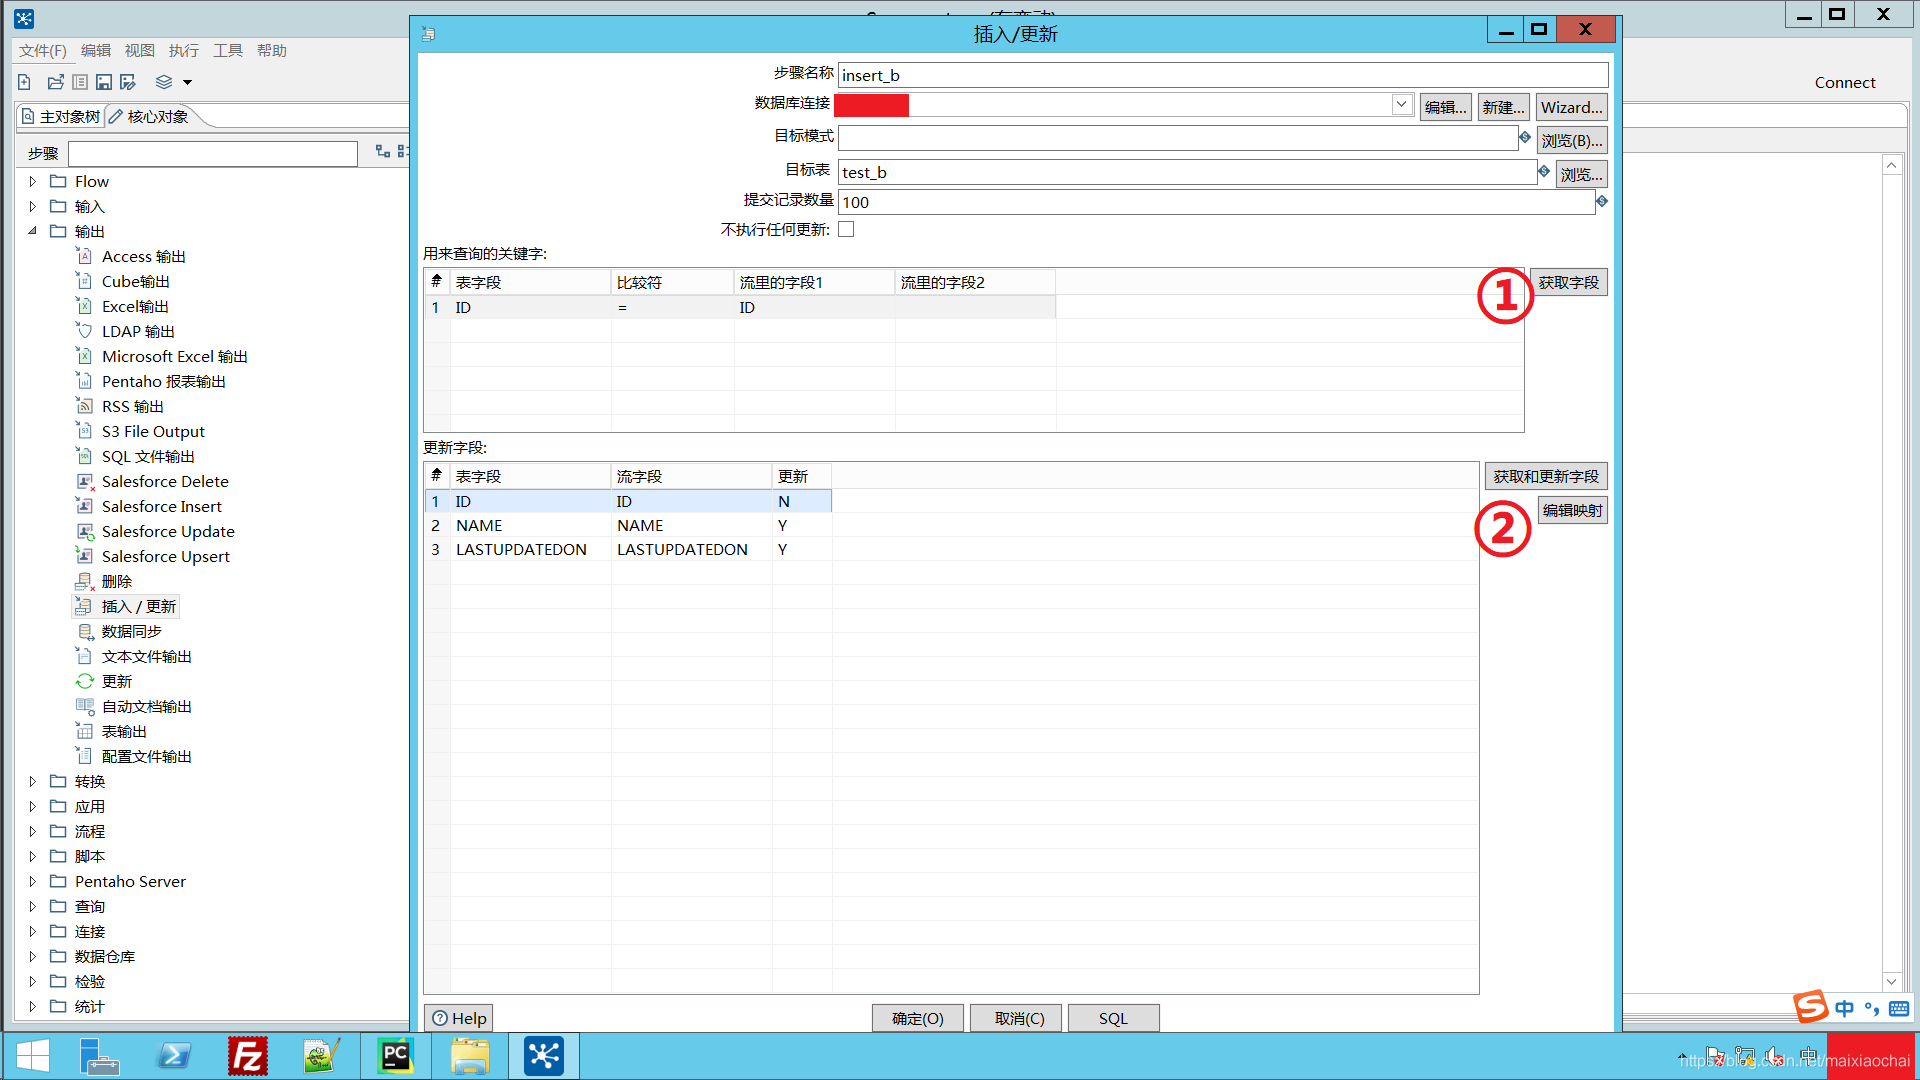 插入/更新
文件(F) 编辑 视图 执行 工具 帮助
Connect
主对象树 核心对象
步骤
Flow
输入
输出
Access 输出
Cube输出
Excel输出
LDAP 输出
Microsoft Excel 输出
Pentaho 报表输出
RSS 输出
S3 File Output
SQL 文件输出
Salesforce Delete
Salesforce Insert
Salesforce Update
Salesforce Upsert
删除
插入 / 更新
数据同步
文本文件输出
更新
自动文档输出
表输出
配置文件输出
转换
应用
流程
脚本
Pentaho Server
查询
连接
数据仓库
检验
统计
步骤名称 insert_b
数据库连接 编辑... 新建... Wizard...
目标模式 浏览(B)...
目标表 test_b 浏览...
提交记录数量 100
不执行任何更新:
用来查询的关键字:
# 表字段 比较符 流里的字段1 流里的字段2
1 ID = ID
① 获取字段
更新字段:
# 表字段 流字段 更新
1 ID ID N
2 NAME NAME Y
3 LASTUPDATEDON LASTUPDATEDON Y
获取和更新字段
编辑映射
②
Help 确定(O) 取消(C) SQL
中
PC
中
https://blog.csdn.net/maixiaochai